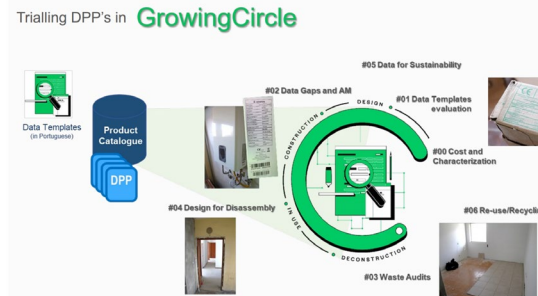 Trialling DPP's in GrowingCircle
#05 Data for Sustainability
#02 Data Gaps and AM
#01 Data Templates
evaluation
Data Templates
(in Portuguese)
Product
Catalogue
DPP
DESIGN
CONSTRUCTION
IN USE
DECONSTRUCTION
#00 Cost and
Characterization
#04 Design for Disassembly
#06 Re-use/Recycli
#03 Waste Audits